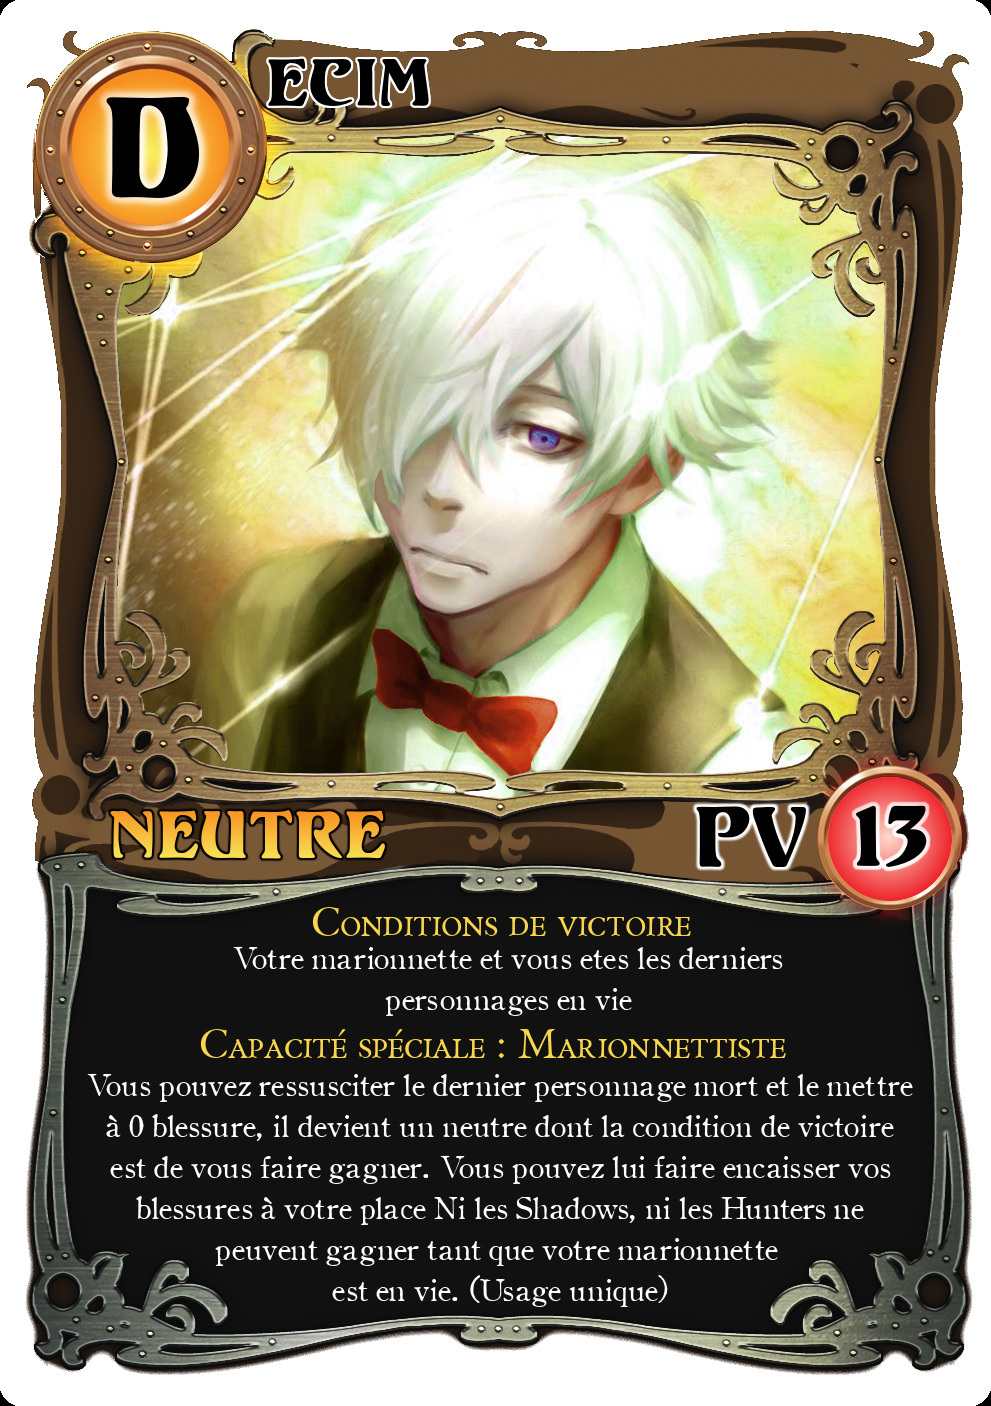 DECIM
NEUTRE
PV 13
Conditions de victoire
Votre marionnette et vous etes les derniers
personnages en vie
Capacité spéciale : Marionnettiste
Vous pouvez ressusciter le dernier personnage mort et le mettre
à 0 blessure, il devient un neutre dont la condition de victoire
est de vous faire gagner. Vous pouvez lui faire encaisser vos
blessures à votre place Ni les Shadows, ni les Hunters ne
peuvent gagner tant que votre marionnette
est en vie. (Usage unique)